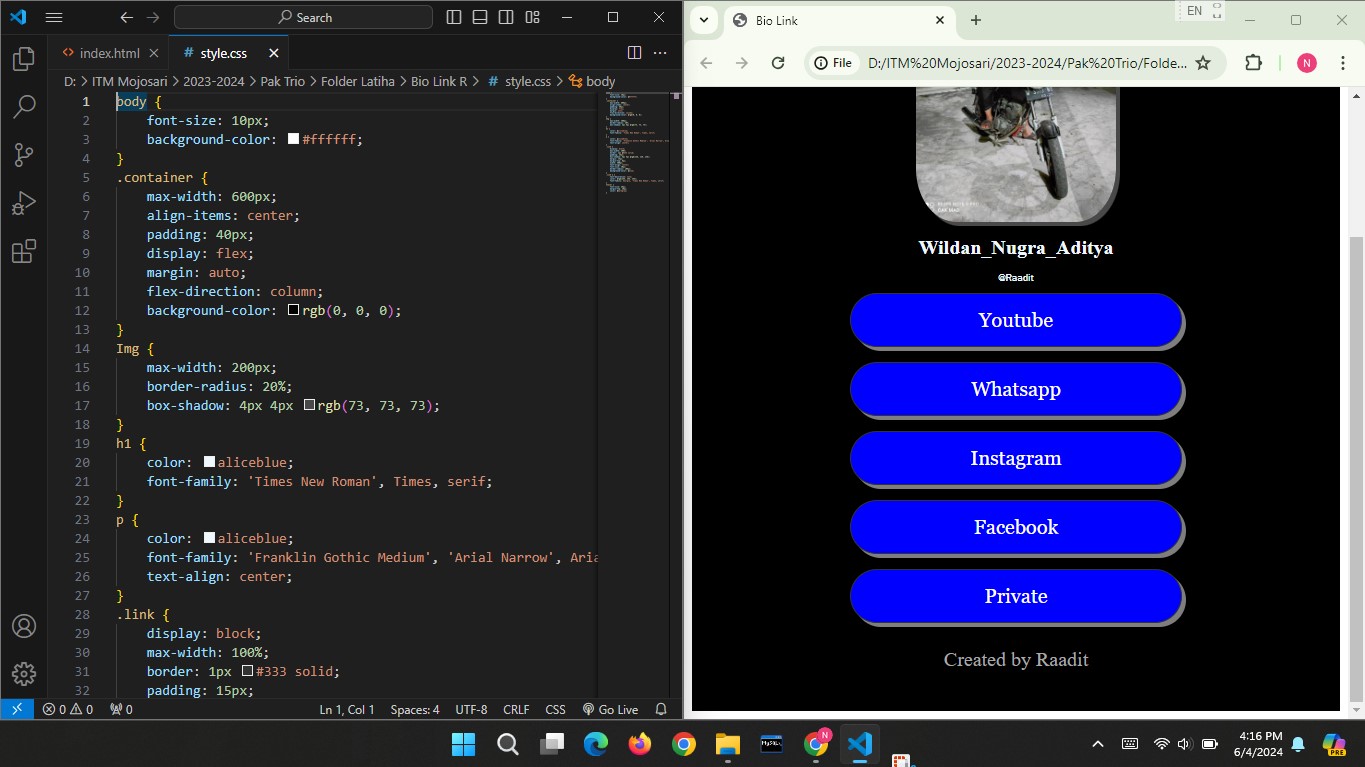 Search
index.html
# style.css
D: > ITM Mojosari > 2023-2024 > Pak Trio > Folder Latiha > Bio Link R > # style.css > body
1 body {
2 font-size: 10px;
3 background-color: #ffffff;
4 }
5 .container {
6 max-width: 600px;
7 align-items: center;
8 padding: 40px;
9 display: flex;
10 margin: auto;
11 flex-direction: column;
12 background-color: rgb(0, 0, 0);
13 }
14 Img {
15 max-width: 200px;
16 border-radius: 20%;
17 box-shadow: 4px 4px rgb(73, 73, 73);
18 }
19 h1 {
20 color: aliceblue;
21 font-family: 'Times New Roman', Times, serif;
22 }
23 p {
24 color: aliceblue;
25 font-family: 'Franklin Gothic Medium', 'Arial Narrow', Aria
26 text-align: center;
27 }
28 .link {
29 display: block;
30 max-width: 100%;
31 border: 1px #333 solid;
32 padding: 15px;
0 0 0 Ln 1, Col 1 Spaces: 4 UTF-8 CRLF CSS Go Live
Bio Link
EN
File D:/ITM%20Mojosari/2023-2024/Pak%20Trio/Folde...
N
Wildan_Nugra_Aditya
@Raadit
Youtube
Whatsapp
Instagram
Facebook
Private
Created by Raadit
MySQL
N
4:16 PM
6/4/2024
PRE